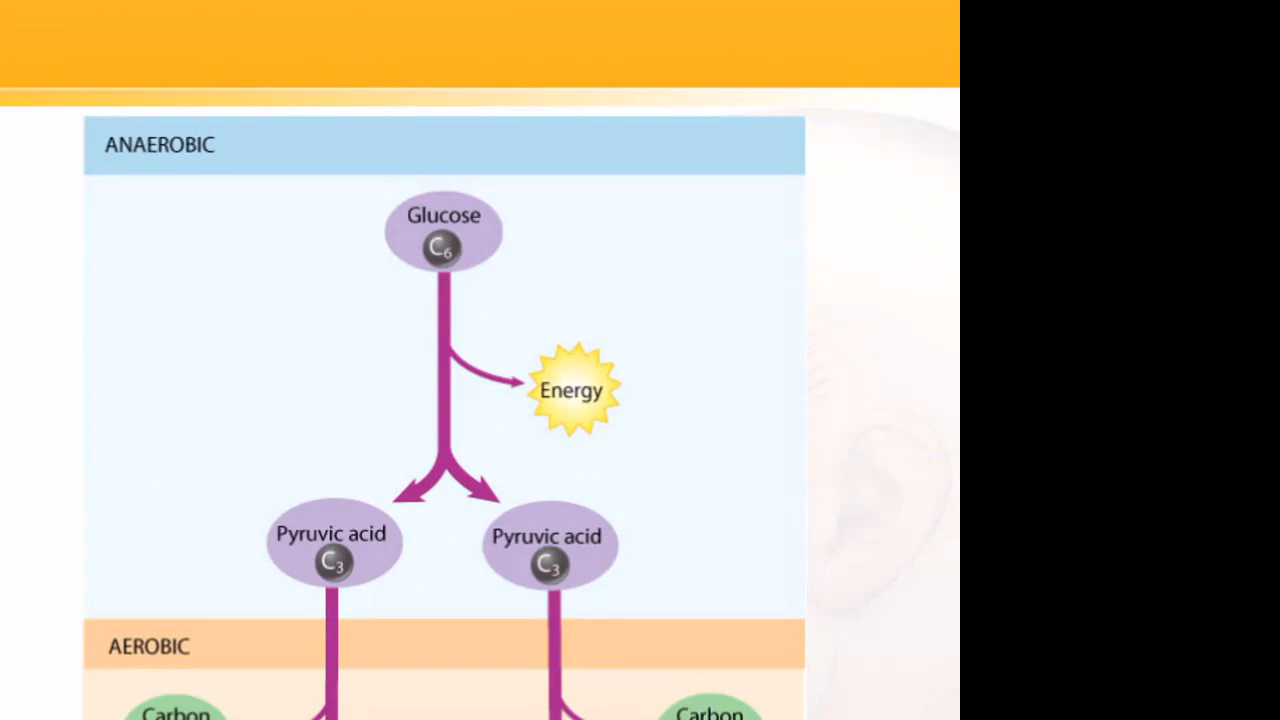 ANAEROBIC
Glucose
C₆
Energy
Pyruvic acid
C₃
Pyruvic acid
C₃
AEROBIC
Carbon
Carbon